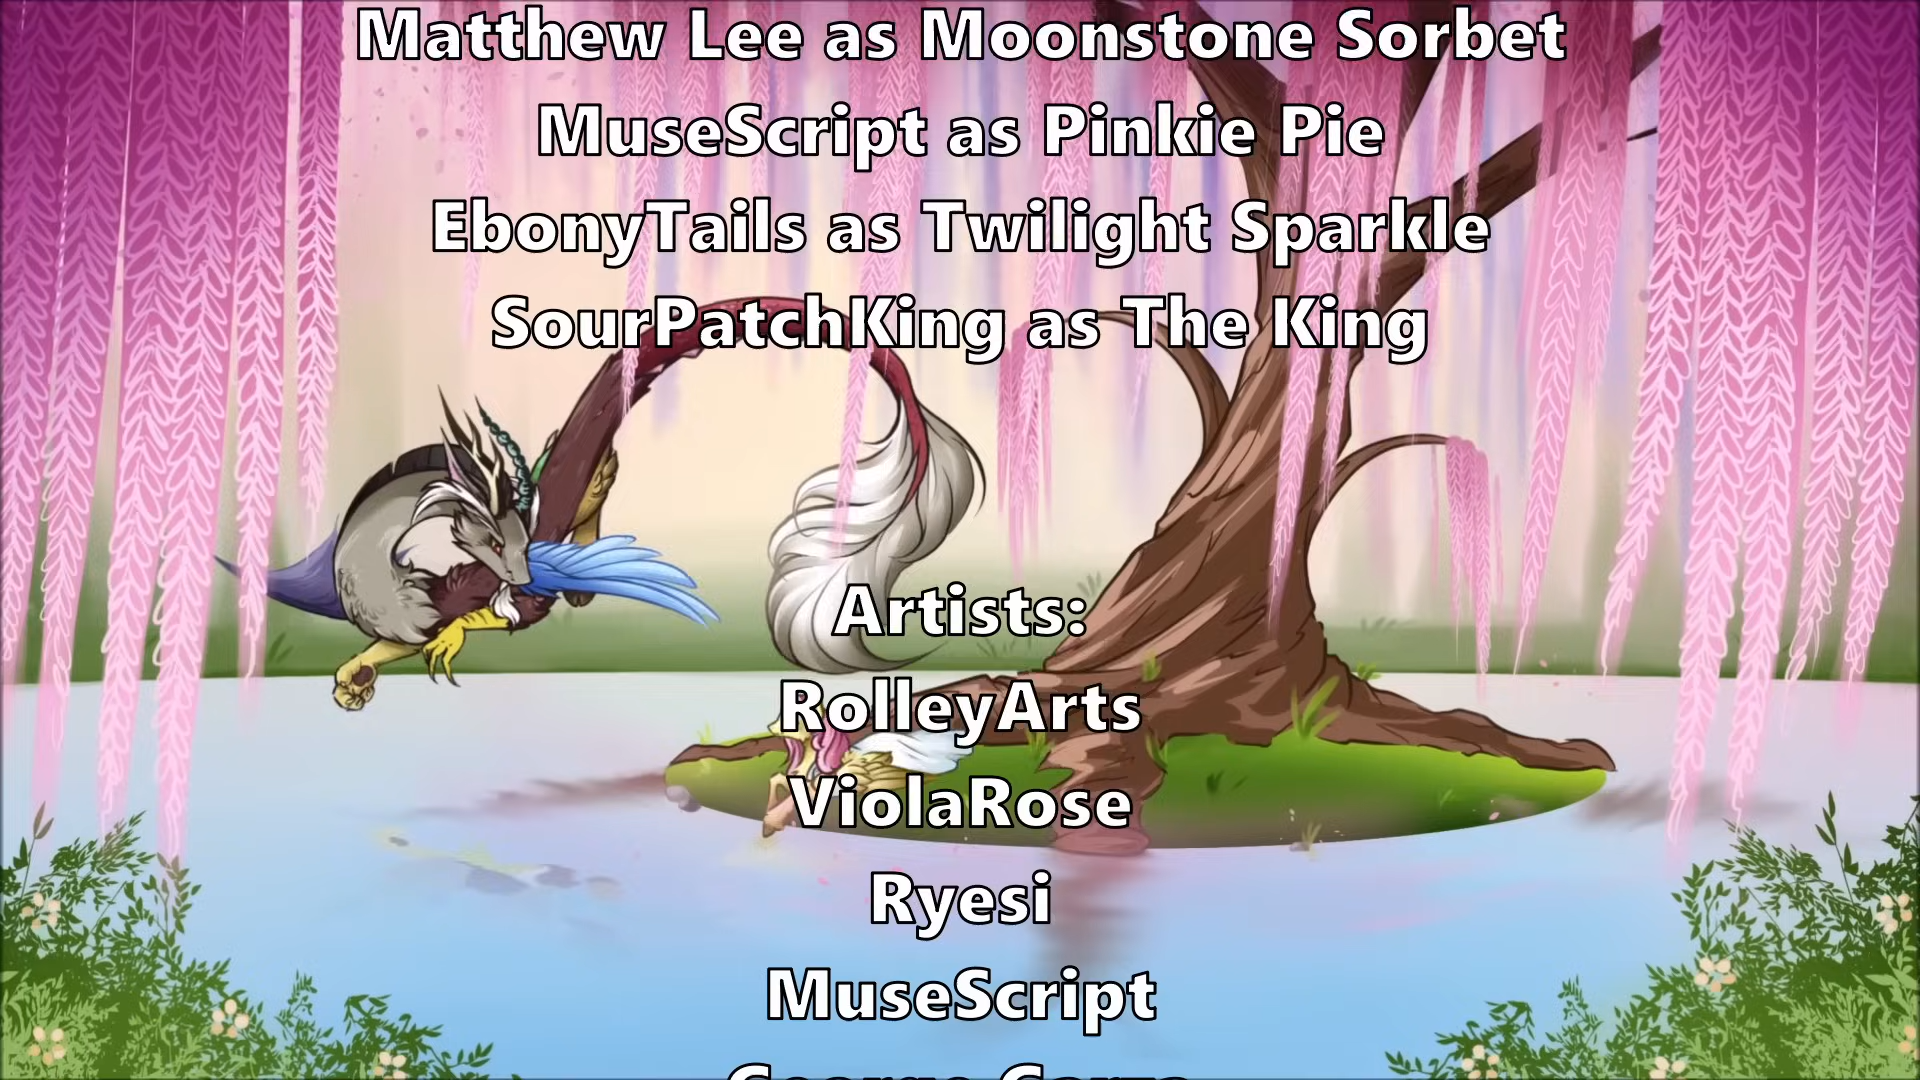 Matthew Lee as Moonstone Sorbet
MuseScript as Pinkie Pie
EbonyTails as Twilight Sparkle
SourPatchKing as The King
Artists:
RolleyArts
ViolaRose
Ryesi
MuseScript